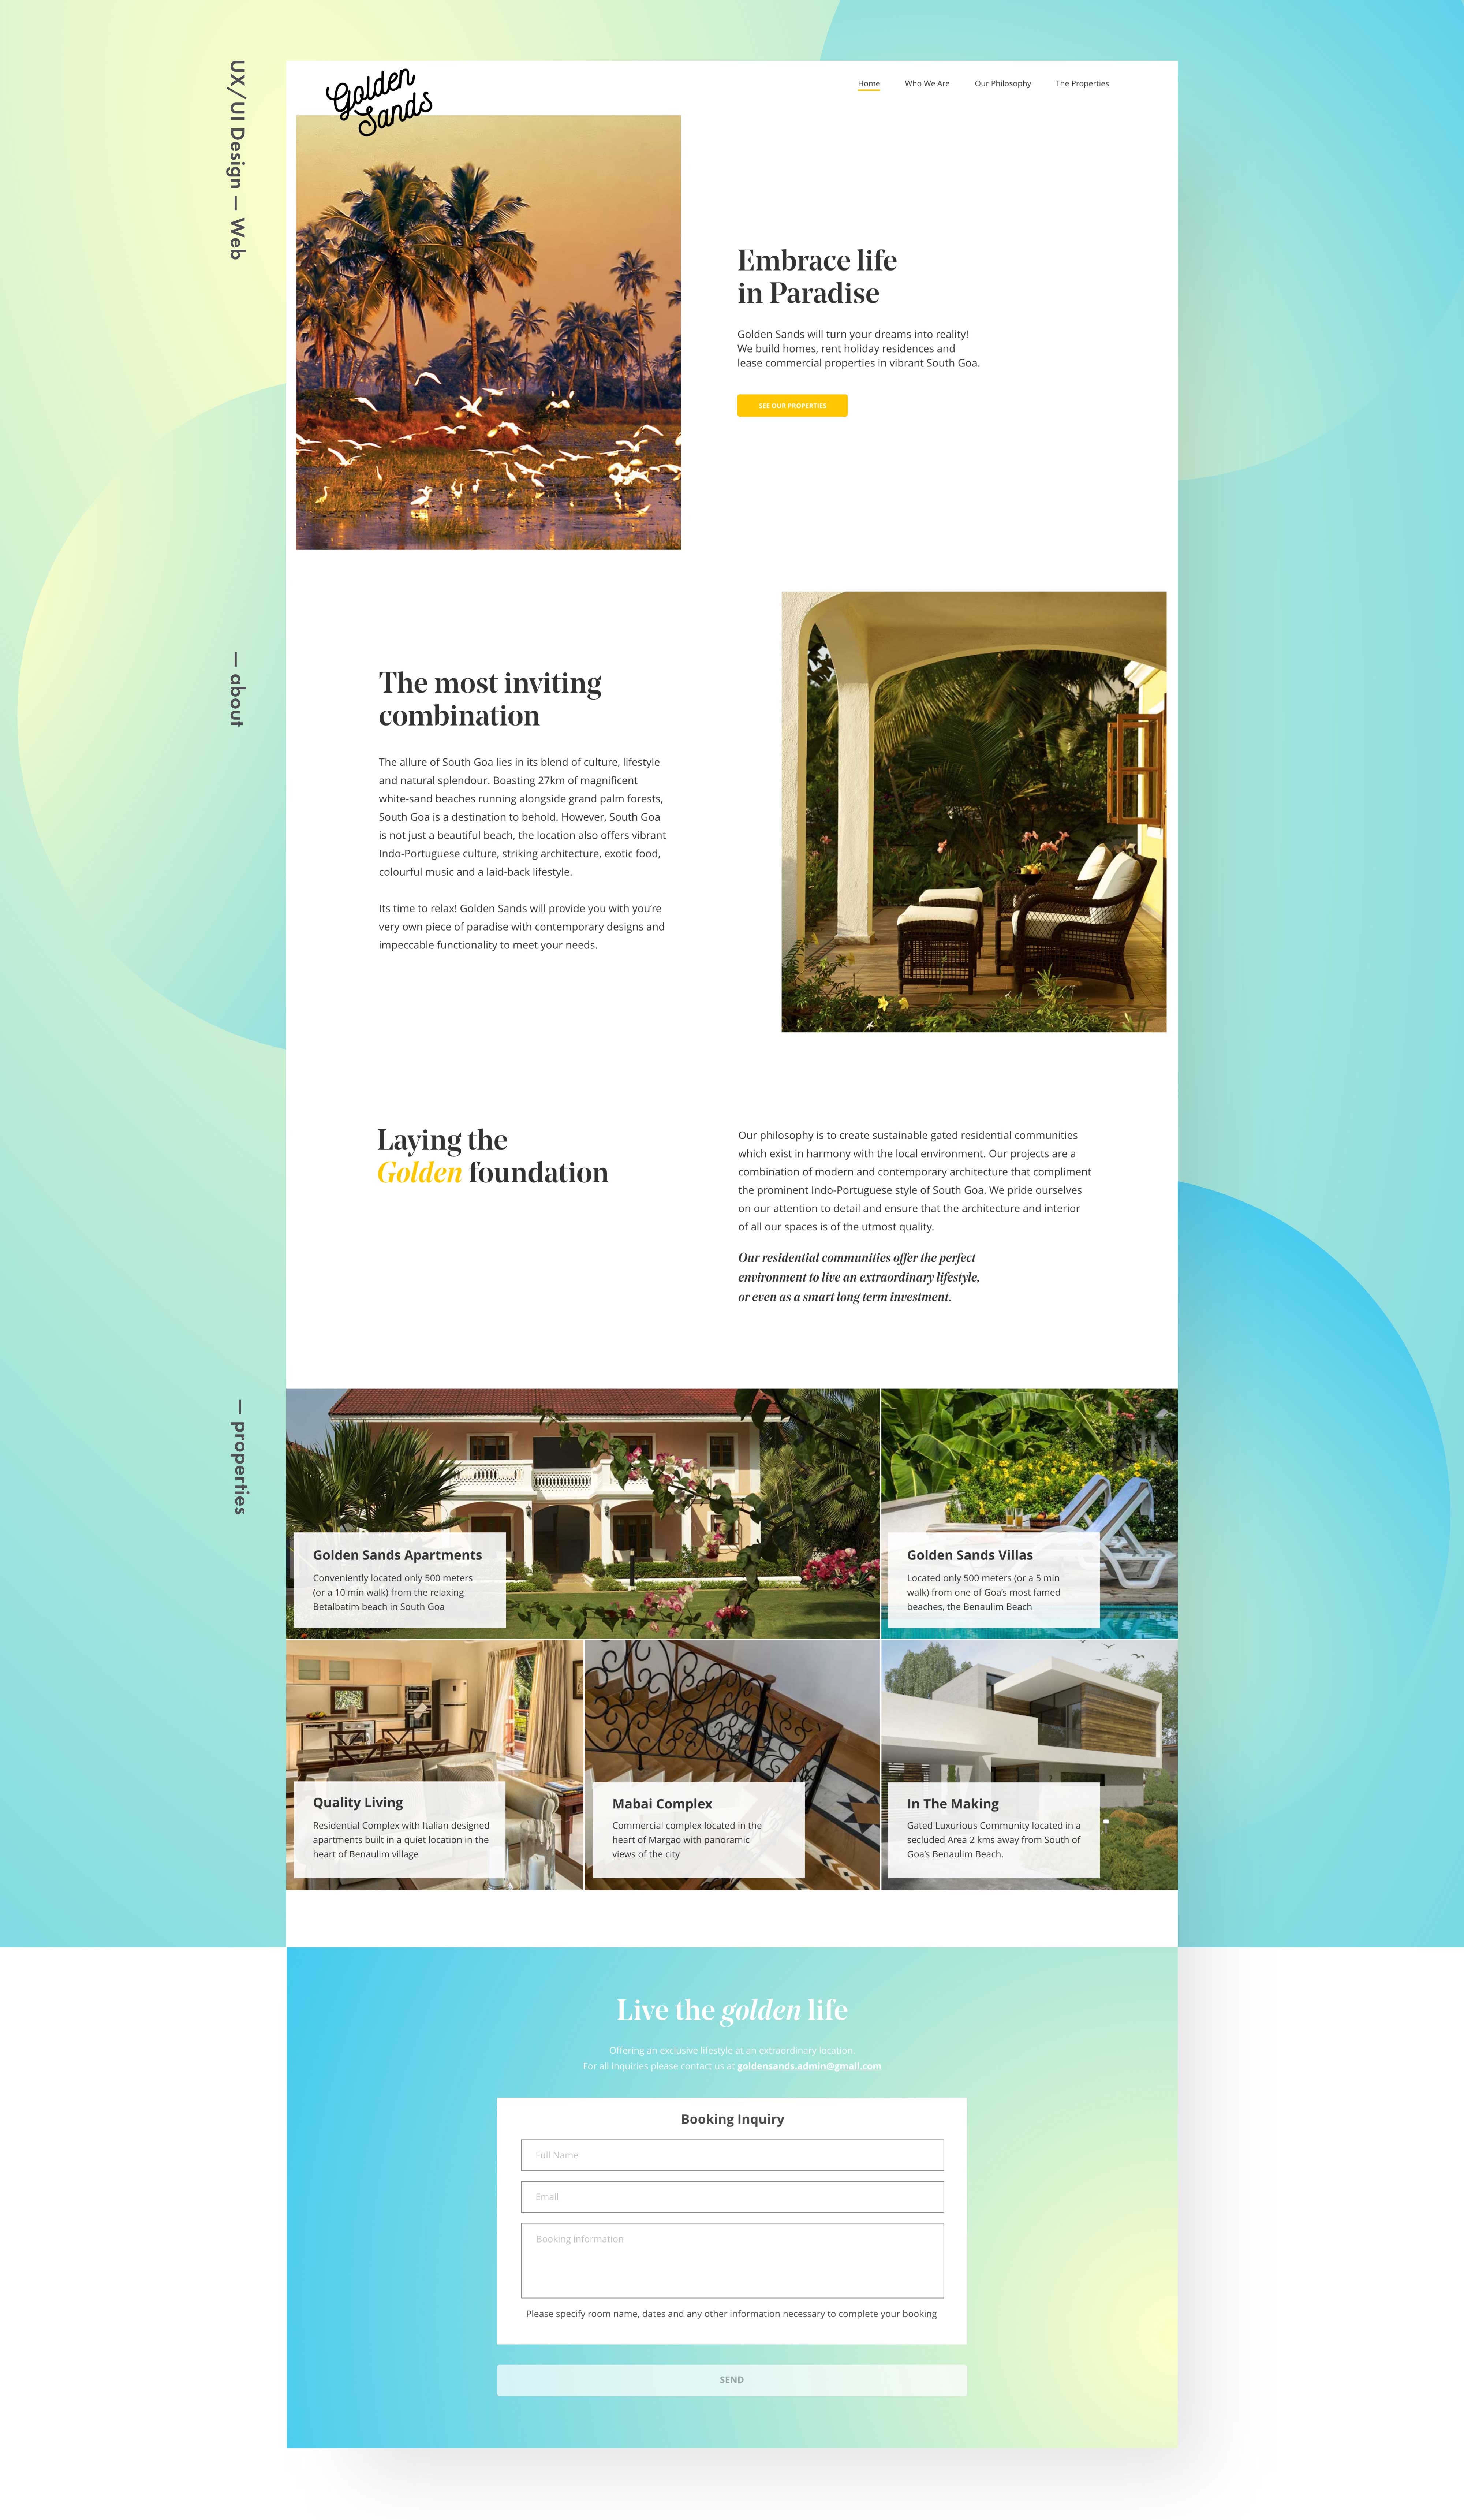 UX/UI Design — Web
Golden
Sands
Home
Who We Are
Our Philosophy
The Properties
Embrace life
in Paradise
Golden Sands will turn your dreams into reality!
We build homes, rent holiday residences and
lease commercial properties in vibrant South Goa.
SEE OUR PROPERTIES
— about
The most inviting
combination
The allure of South Goa lies in its blend of culture, lifestyle
and natural splendour. Boasting 27km of magnificent
white-sand beaches running alongside grand palm forests,
South Goa is a destination to behold. However, South Goa
is not just a beautiful beach, the location also offers vibrant
Indo-Portuguese culture, striking architecture, exotic food,
colourful music and a laid-back lifestyle.
Its time to relax! Golden Sands will provide you with you're
very own piece of paradise with contemporary designs and
impeccable functionality to meet your needs.
Laying the
Golden foundation
Our philosophy is to create sustainable gated residential communities
which exist in harmony with the local environment. Our projects are a
combination of modern and contemporary architecture that compliment
the prominent Indo-Portuguese style of South Goa. We pride ourselves
on our attention to detail and ensure that the architecture and interior
of all our spaces is of the utmost quality.
Our residential communities offer the perfect
environment to live an extraordinary lifestyle,
or even as a smart long term investment.
— properties
Golden Sands Apartments
Conveniently located only 500 meters
(or a 10 min walk) from the relaxing
Betalbatim beach in South Goa
Golden Sands Villas
Located only 500 meters (or a 5 min
walk) from one of Goa's most famed
beaches, the Benaulim Beach
Quality Living
Residential Complex with Italian designed
apartments built in a quiet location in the
heart of Benaulim village
Mabai Complex
Commercial complex located in the
heart of Margao with panoramic
views of the city
In The Making
Gated Luxurious Community located in a
secluded Area 2 kms away from South of
Goa's Benaulim Beach.
Live the golden life
Offering an exclusive lifestyle at an extraordinary location.
For all inquiries please contact us at goldensands.admin@gmail.com
Booking Inquiry
Full Name
Email
Booking information
Please specify room name, dates and any other information necessary to complete your booking
SEND